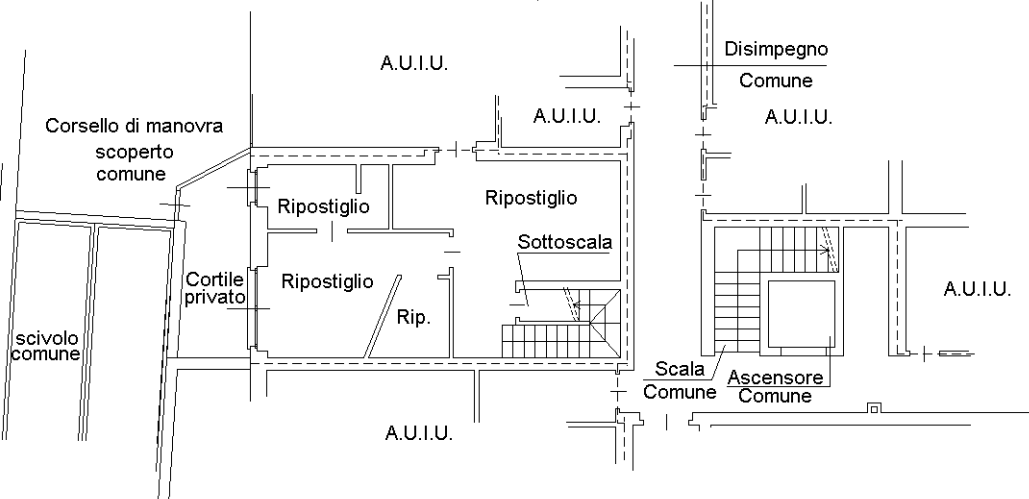 Disimpegno
Comune
A.U.I.U.
A.U.I.U.
A.U.I.U.
Corsello di manovra
scoperto
comune
Ripostiglio
Ripostiglio
Sottoscala
Cortile
privato
Ripostiglio
A.U.I.U.
Rip.
scivolo
comune
Scala
Comune
Ascensore
Comune
A.U.I.U.